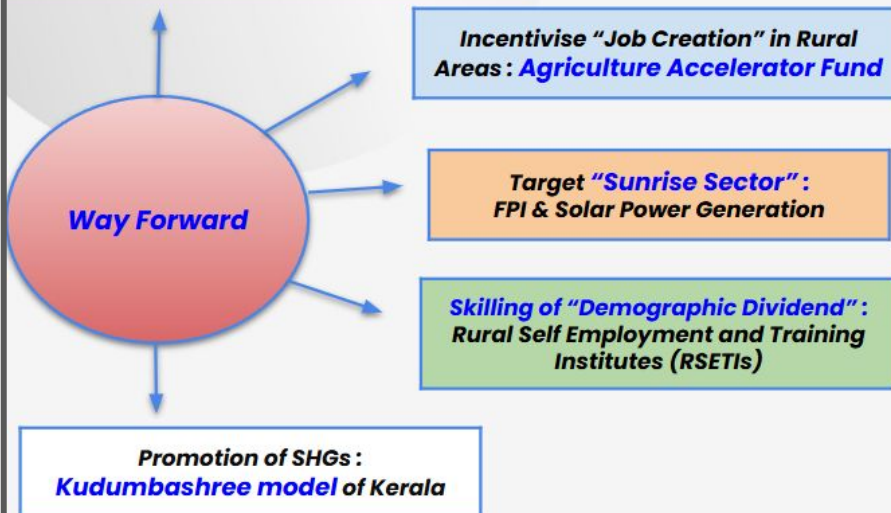 Incentivise “Job Creation” in Rural
Areas : Agriculture Accelerator Fund
Way Forward
Target “Sunrise Sector” :
FPI & Solar Power Generation
Skilling of “Demographic Dividend” :
Rural Self Employment and Training
Institutes (RSETIs)
Promotion of SHGs :
Kudumbashree model of Kerala